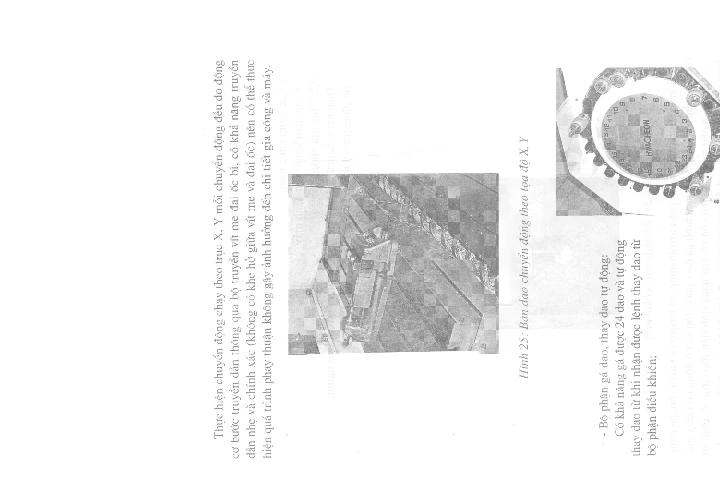 Thực hiện chuyển động chạy theo trục X, Y mỗi chuyển động đều do động
cơ bước truyền dẫn thông qua bộ truyền vít me đai ốc bi, có khả năng truyền
dẫn nhẹ và chính xác (không có khe hở giữa vít me và đai ốc) nên có thể thực
hiện quá trình phay thuận không gây ảnh hưởng đến chi tiết gia công và máy.
Hình 25: Bàn dao chuyển động theo tọa độ X, Y
- Bộ phận gá dao, thay dao tự động:
Có khả năng gá được 24 dao và tự động
thay dao từ khi nhận được lệnh thay dao từ
bộ phận điều khiển;
HWACHEON